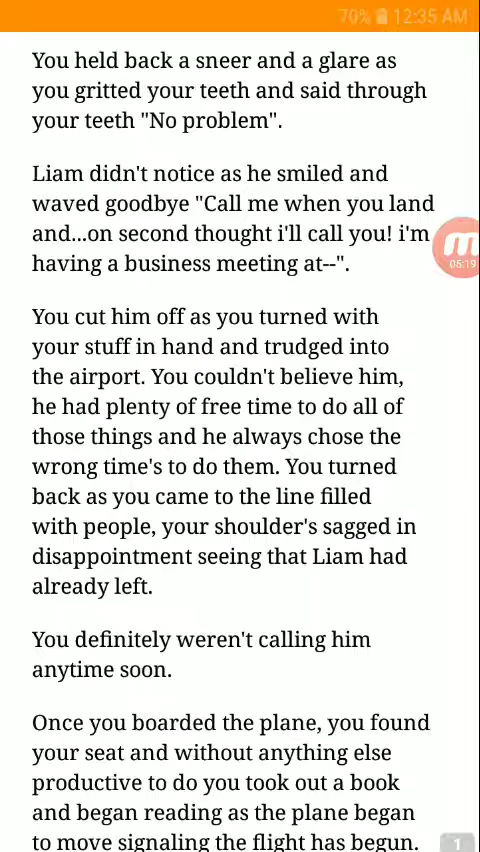 70% 12:35 AM
You held back a sneer and a glare as
you gritted your teeth and said through
your teeth "No problem".
Liam didn't notice as he smiled and
waved goodbye "Call me when you land
and...on second thought i'll call you! i'm
having a business meeting at--".
05:19
You cut him off as you turned with
your stuff in hand and trudged into
the airport. You couldn't believe him,
he had plenty of free time to do all of
those things and he always chose the
wrong time's to do them. You turned
back as you came to the line filled
with people, your shoulder's sagged in
disappointment seeing that Liam had
already left.
You definitely weren't calling him
anytime soon.
Once you boarded the plane, you found
your seat and without anything else
productive to do you took out a book
and began reading as the plane began
to move signaling the flight has begun.
1